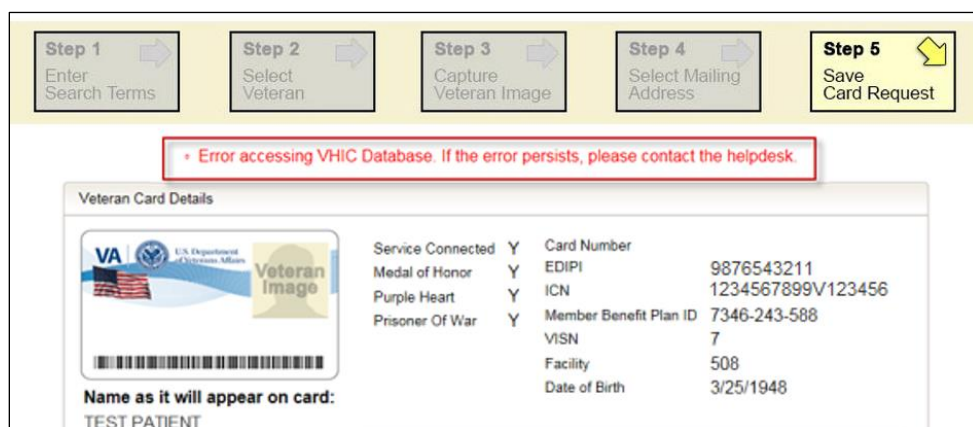 Step 1
Enter
Search Terms
Step 2
Select
Veteran
Step 3
Capture
Veteran Image
Step 4
Select Mailing
Address
Step 5
Save
Card Request
Error accessing VHIC Database. If the error persists, please contact the helpdesk.
Veteran Card Details
VA
U.S. Department
of Veterans Affairs
Veteran
Image
Name as it will appear on card:
TEST PATIENT
Service Connected Y
Medal of Honor Y
Purple Heart Y
Prisoner Of War Y
Card Number
EDIPI 9876543211
ICN 1234567899V123456
Member Benefit Plan ID 7346-243-588
VISN 7
Facility 508
Date of Birth 3/25/1948